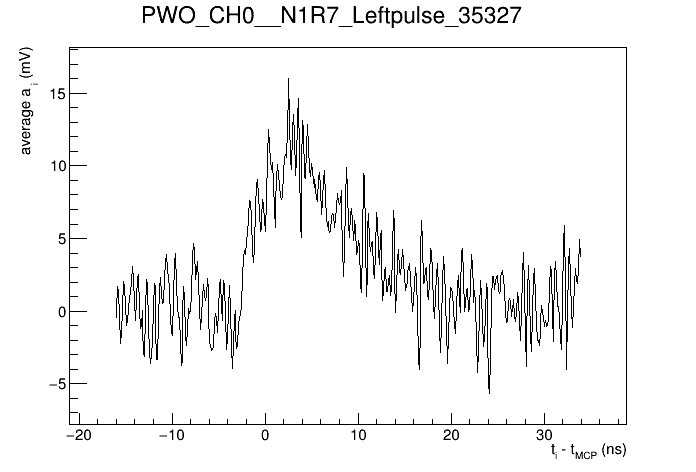 PWO_CH0__N1R7_Leftpulse_35327
average a_i (mV)
15
10
5
0
−5
−20 −10 0 10 20 30
t_i - t_MCP (ns)